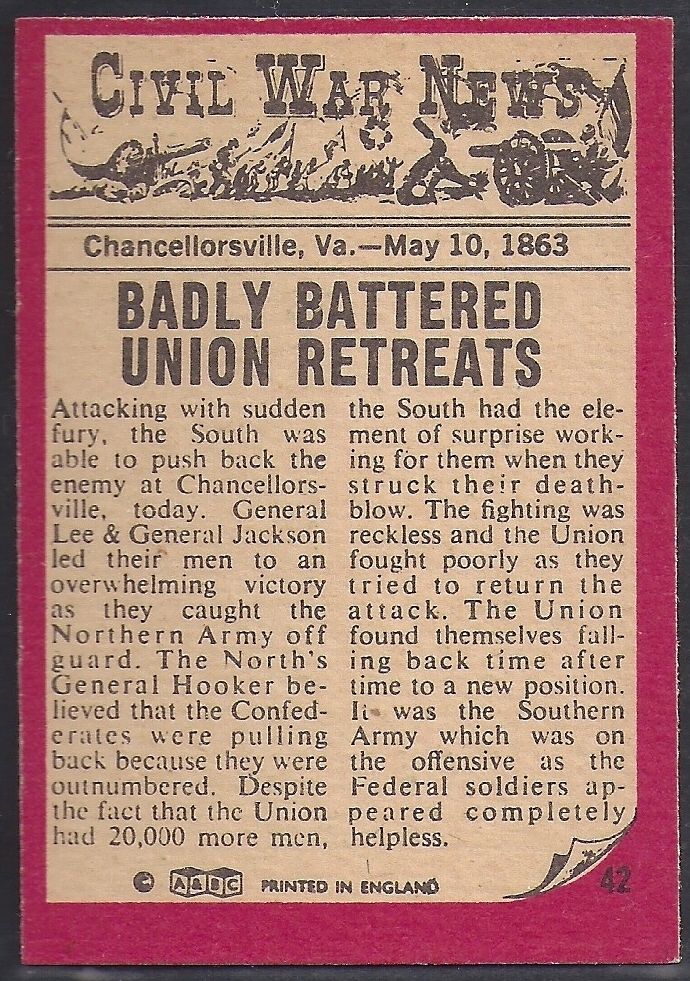 CIVIL WAR NEWS
Chancellorsville, Va.—May 10, 1863
BADLY BATTERED
UNION RETREATS
Attacking with sudden
fury, the South was
able to push back the
enemy at Chancellors-
ville, today. General
Lee & General Jackson
led their men to an
overwhelming victory
as they caught the
Northern Army off
guard. The North's
General Hooker be-
lieved that the Confed-
erates were pulling
back because they were
outnumbered. Despite
the fact that the Union
had 20,000 more men,
the South had the ele-
ment of surprise work-
ing for them when they
struck their death-
blow. The fighting was
reckless and the Union
fought poorly as they
tried to return the
attack. The Union
found themselves fall-
ing back time after
time to a new position.
It was the Southern
Army which was on
the offensive as the
Federal soldiers ap-
peared completely
helpless.
© A&BC PRINTED IN ENGLAND
42